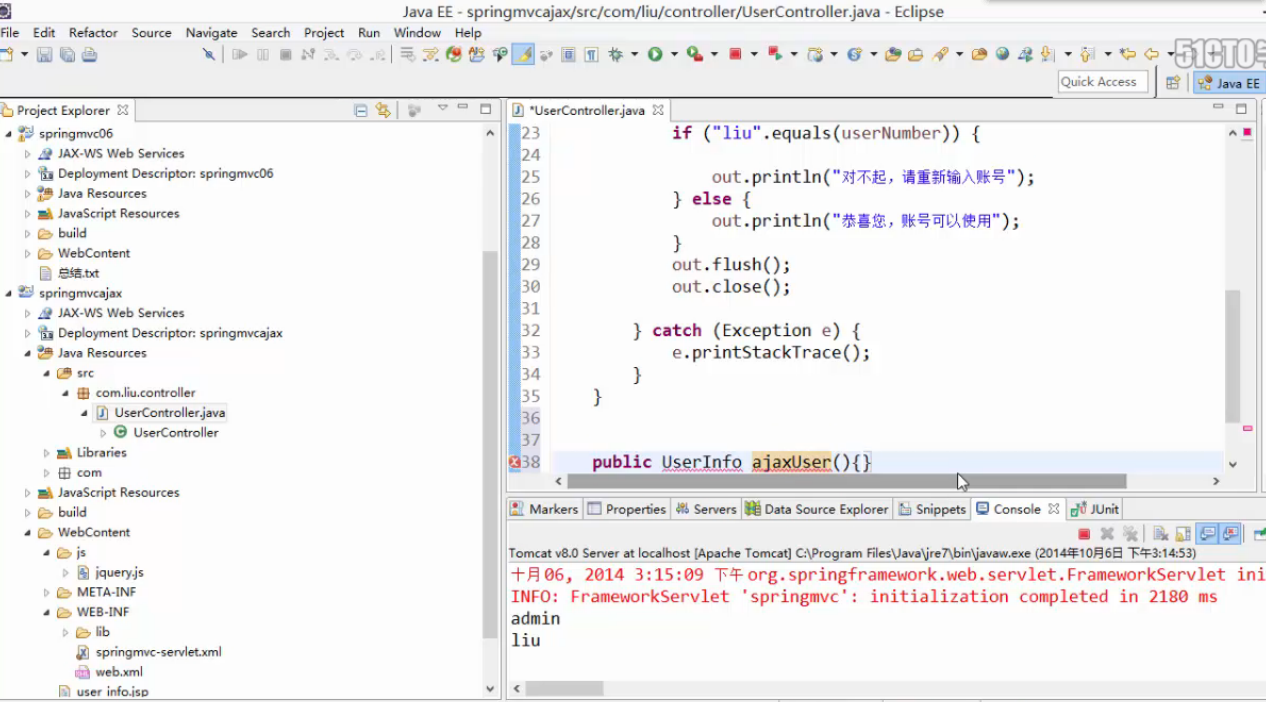 Java EE - springmvcajax/src/com/liu/controller/UserController.java - Eclipse
File Edit Refactor Source Navigate Search Project Run Window Help
51CTO
Quick Access
Java EE
Project Explorer
*UserController.java
springmvc06
JAX-WS Web Services
Deployment Descriptor: springmvc06
Java Resources
JavaScript Resources
build
WebContent
总结.txt
springmvcajax
JAX-WS Web Services
Deployment Descriptor: springmvcajax
Java Resources
src
com.liu.controller
UserController.java
UserController
Libraries
com
JavaScript Resources
build
WebContent
js
jquery.js
META-INF
WEB-INF
lib
springmvc-servlet.xml
web.xml
user info.jsp
23 if ("liu".equals(userNumber)) {
24
25 out.println("对不起，请重新输入账号");
26 } else {
27 out.println("恭喜您，账号可以使用");
28 }
29 out.flush();
30 out.close();
31
32 } catch (Exception e) {
33 e.printStackTrace();
34 }
35 }
36
37
38 public UserInfo ajaxUser(){}
Markers Properties Servers Data Source Explorer Snippets Console JUnit
Tomcat v8.0 Server at localhost [Apache Tomcat] C:\Program Files\Java\jre7\bin\javaw.exe (2014年10月6日 下午3:14:53)
十月 06, 2014 3:15:09 下午 org.springframework.web.servlet.FrameworkServlet ini
INFO: FrameworkServlet 'springmvc': initialization completed in 2180 ms
admin
liu